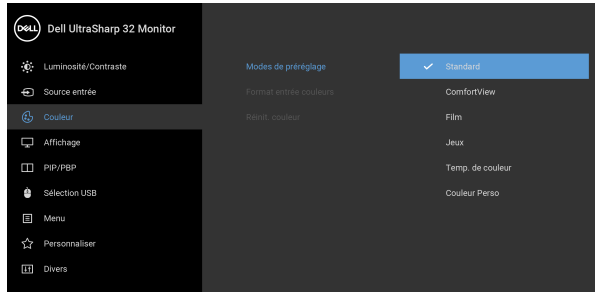 DELL Dell UltraSharp 32 Monitor
Luminosité/Contraste
Source entrée
Couleur
Affichage
PIP/PBP
Sélection USB
Menu
Personnaliser
Divers
Modes de préréglage
Format entrée couleurs
Réinit. couleur
Standard
ComfortView
Film
Jeux
Temp. de couleur
Couleur Perso